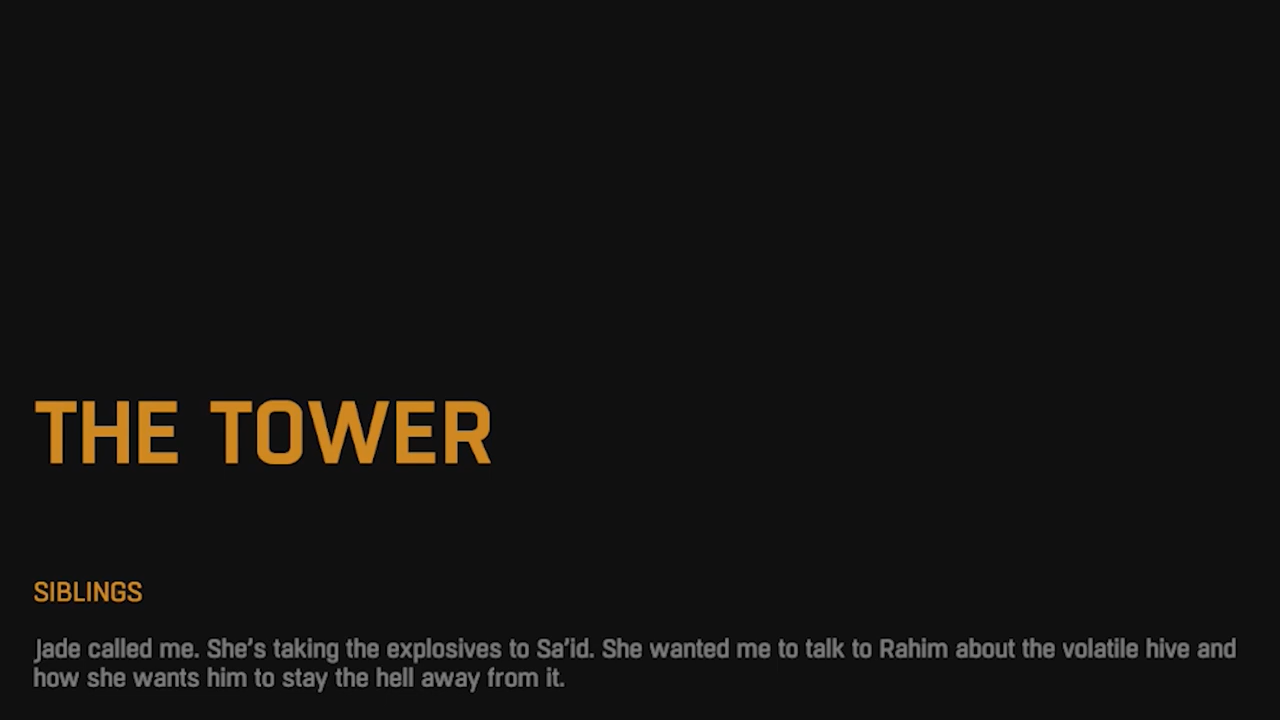 THE TOWER
SIBLINGS
Jade called me. She’s taking the explosives to Sa’id. She wanted me to talk to Rahim about the volatile hive and
how she wants him to stay the hell away from it.